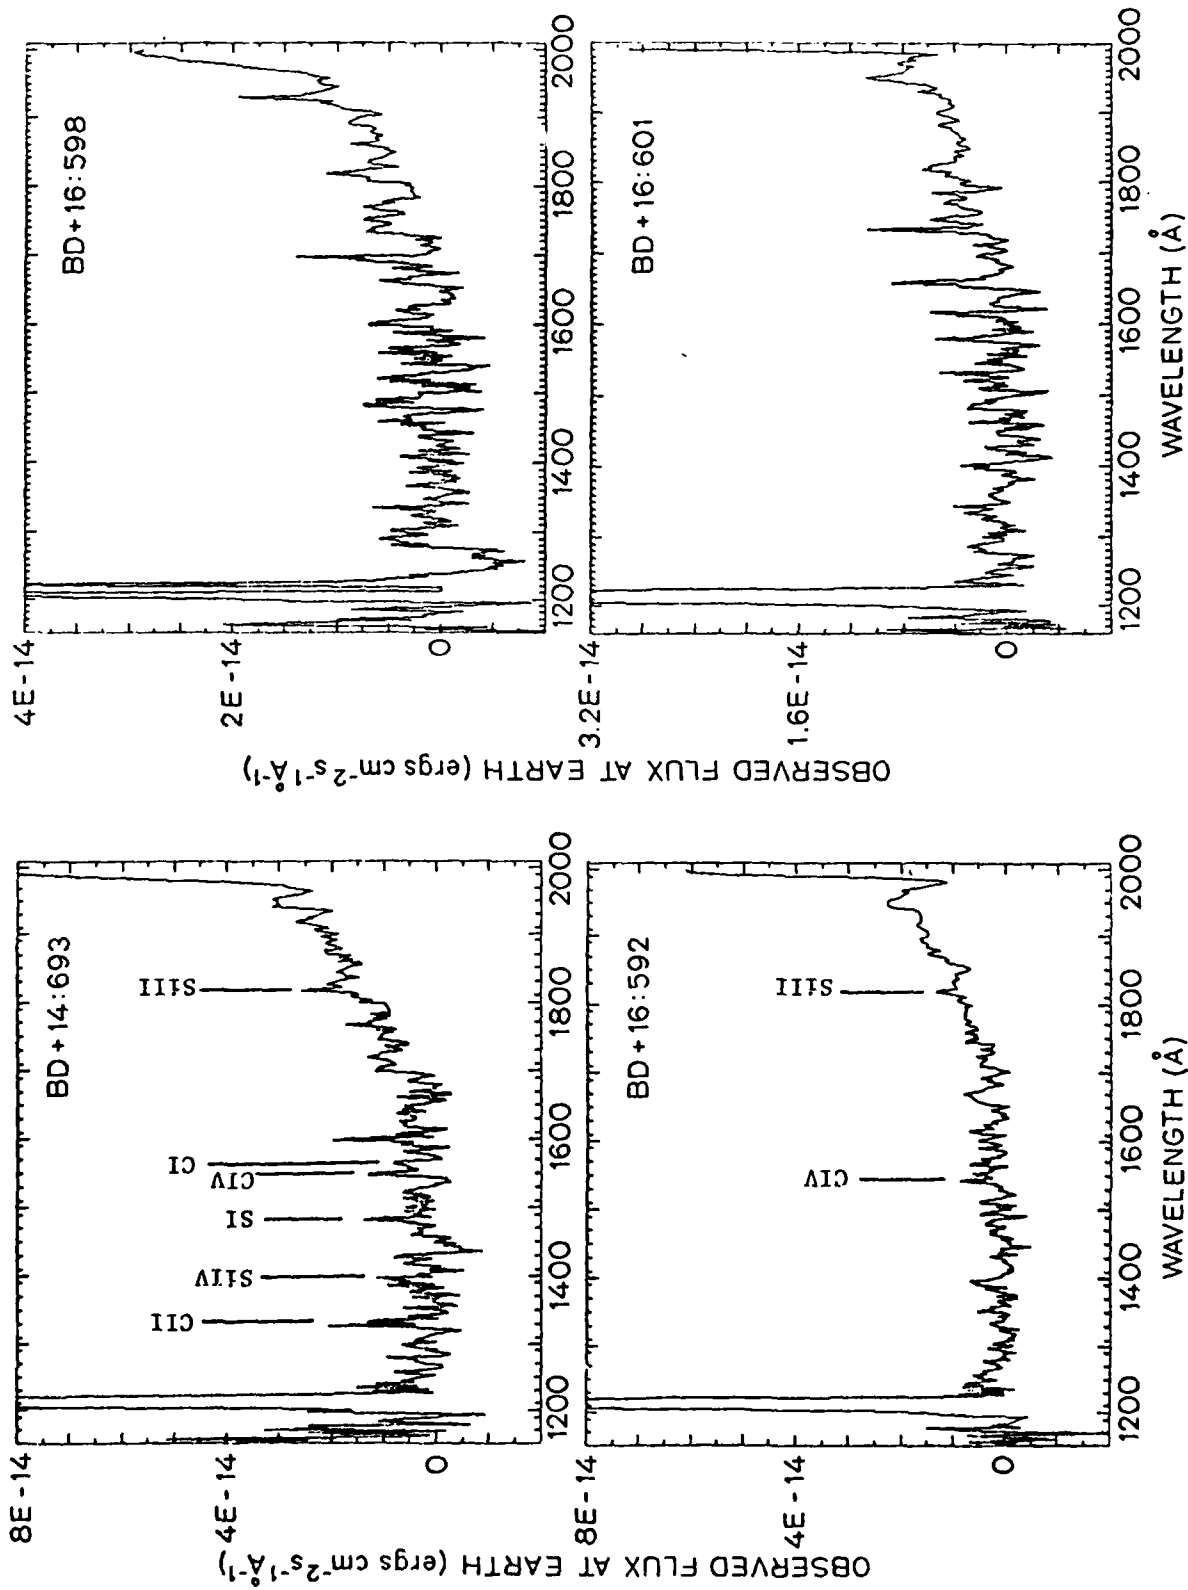 BD+14:693
CII
SiIV
SI
CIV
CI
SiII
8E-14
4E-14
0
1200
1400
1600
1800
2000
BD+16:598
4E-14
2E-14
0
1200
1400
1600
1800
2000
BD+16:592
CIV
SiII
8E-14
4E-14
0
1200
1400
1600
1800
2000
WAVELENGTH (Å)
OBSERVED FLUX AT EARTH (ergs cm⁻²s⁻¹Å⁻¹)
BD+16:601
3.2E-14
1.6E-14
0
1200
1400
1600
1800
2000
WAVELENGTH (Å)
OBSERVED FLUX AT EARTH (ergs cm⁻²s⁻¹Å⁻¹)